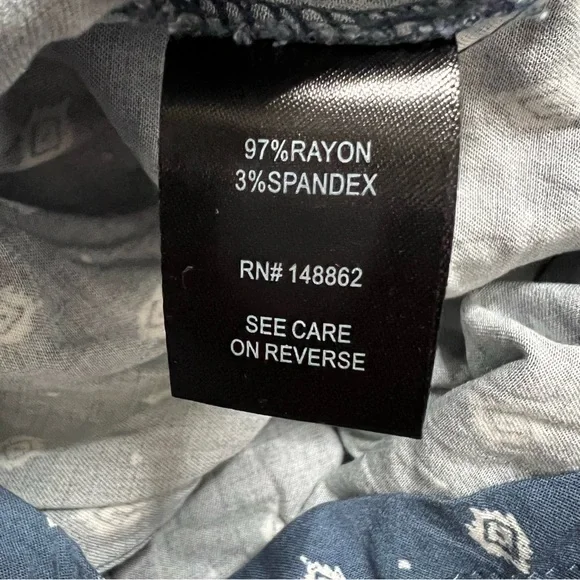 97%RAYON
3%SPANDEX
RN# 148862
SEE CARE
ON REVERSE